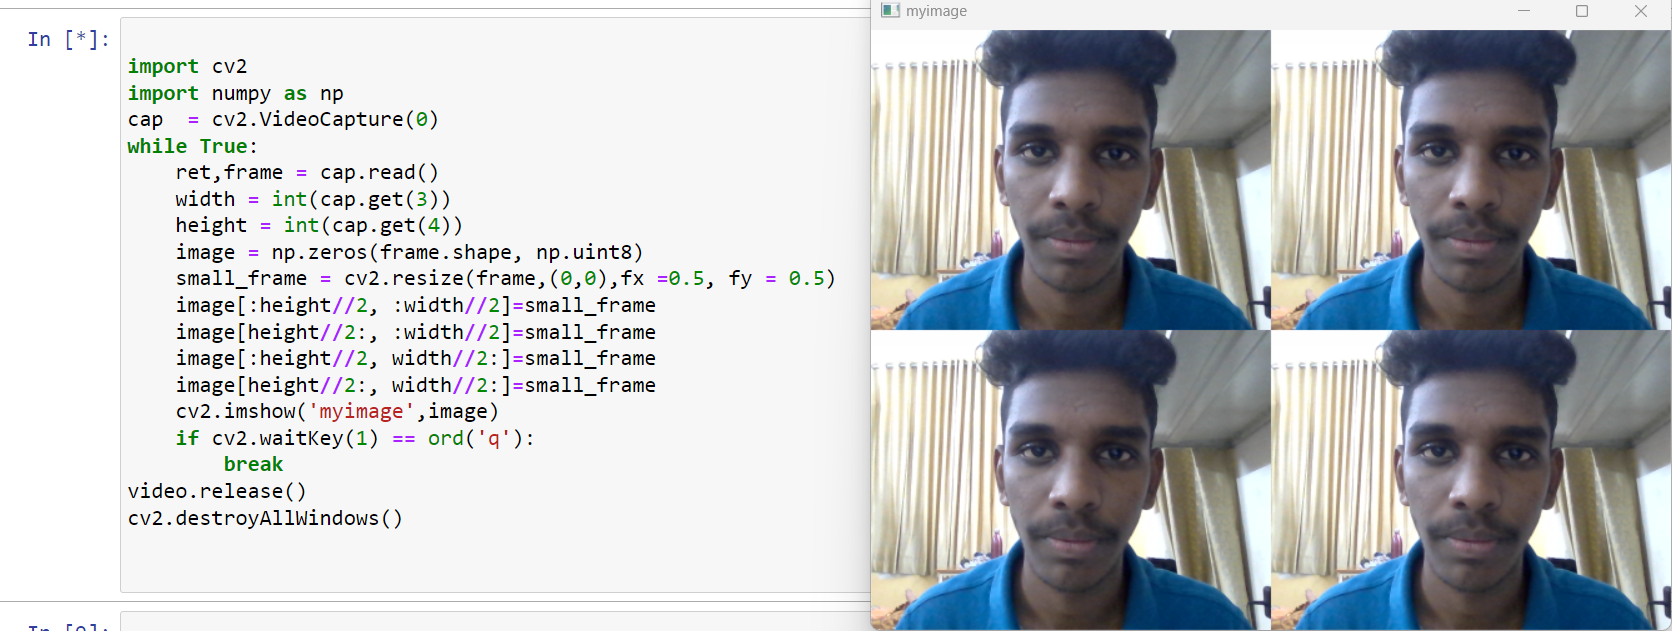 In [*]:
import cv2
import numpy as np
cap  = cv2.VideoCapture(0)
while True:
    ret,frame = cap.read()
    width = int(cap.get(3))
    height = int(cap.get(4))
    image = np.zeros(frame.shape, np.uint8)
    small_frame = cv2.resize(frame,(0,0),fx =0.5, fy = 0.5)
    image[:height//2, :width//2]=small_frame
    image[height//2:, :width//2]=small_frame
    image[:height//2, width//2:]=small_frame
    image[height//2:, width//2:]=small_frame
    cv2.imshow('myimage',image)
    if cv2.waitKey(1) == ord('q'):
        break
video.release()
cv2.destroyAllWindows()
myimage